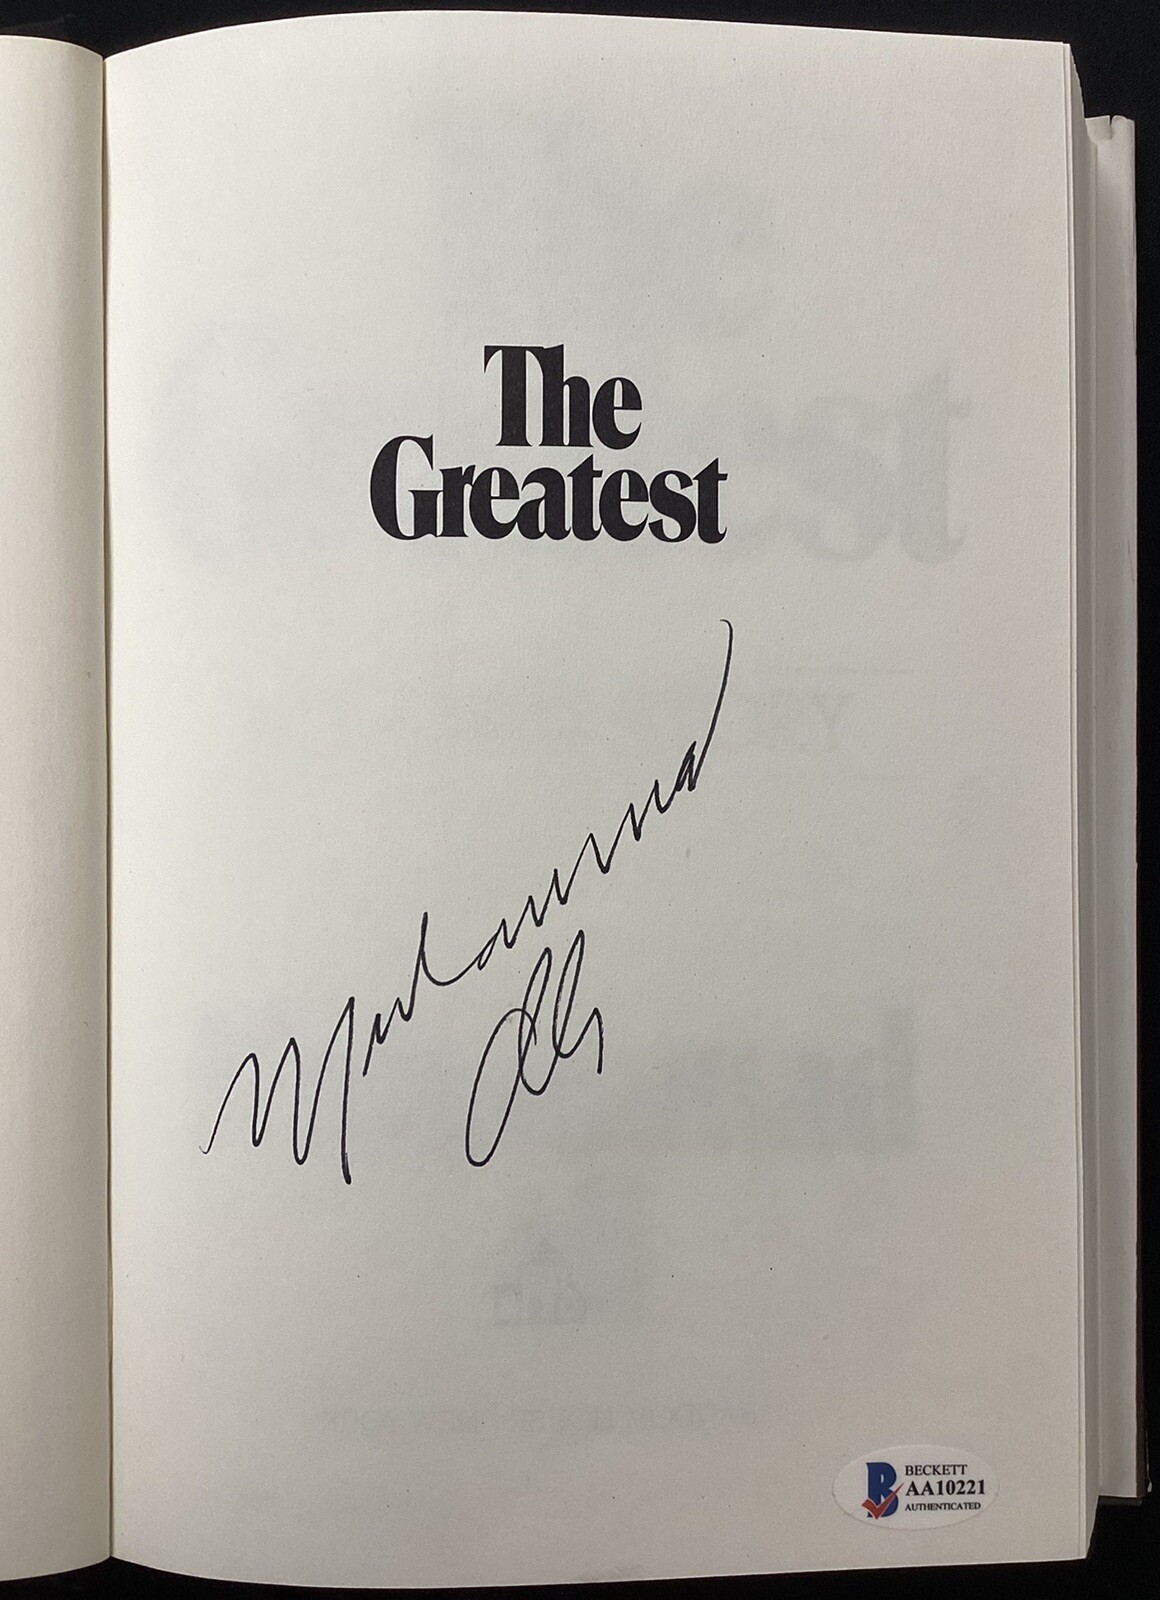 The
Greatest
Muhammad
Ali
BECKETT
AA10221
AUTHENTICATED